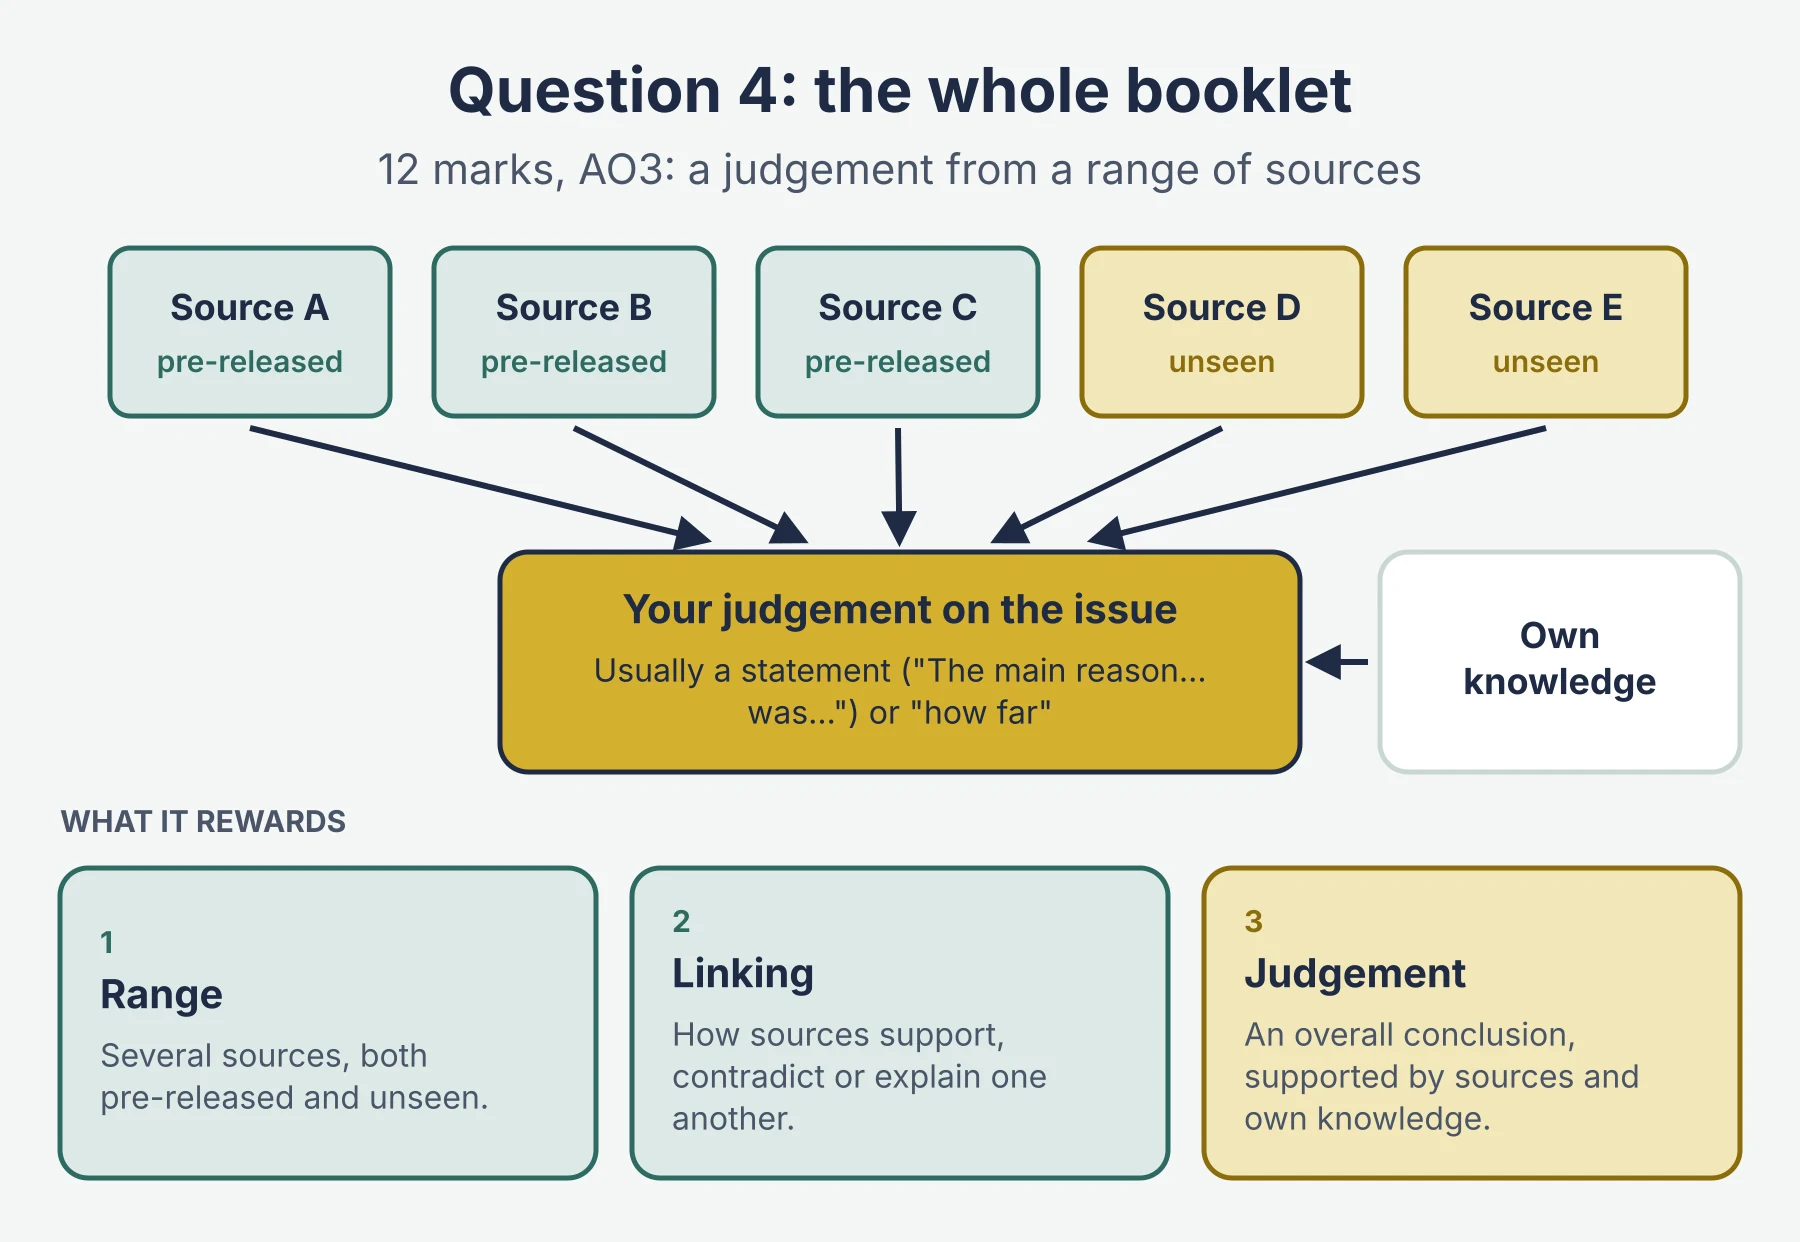 Question 4: the whole booklet
12 marks, AO3: a judgement from a range of sources
Source A
pre-released
Source B
pre-released
Source C
pre-released
Source D
unseen
Source E
unseen
Your judgement on the issue
Usually a statement ("The main reason...
was...") or "how far"
Own
knowledge
WHAT IT REWARDS
1
Range
Several sources, both
pre-released and unseen.
2
Linking
How sources support,
contradict or explain one
another.
3
Judgement
An overall conclusion,
supported by sources and
own knowledge.